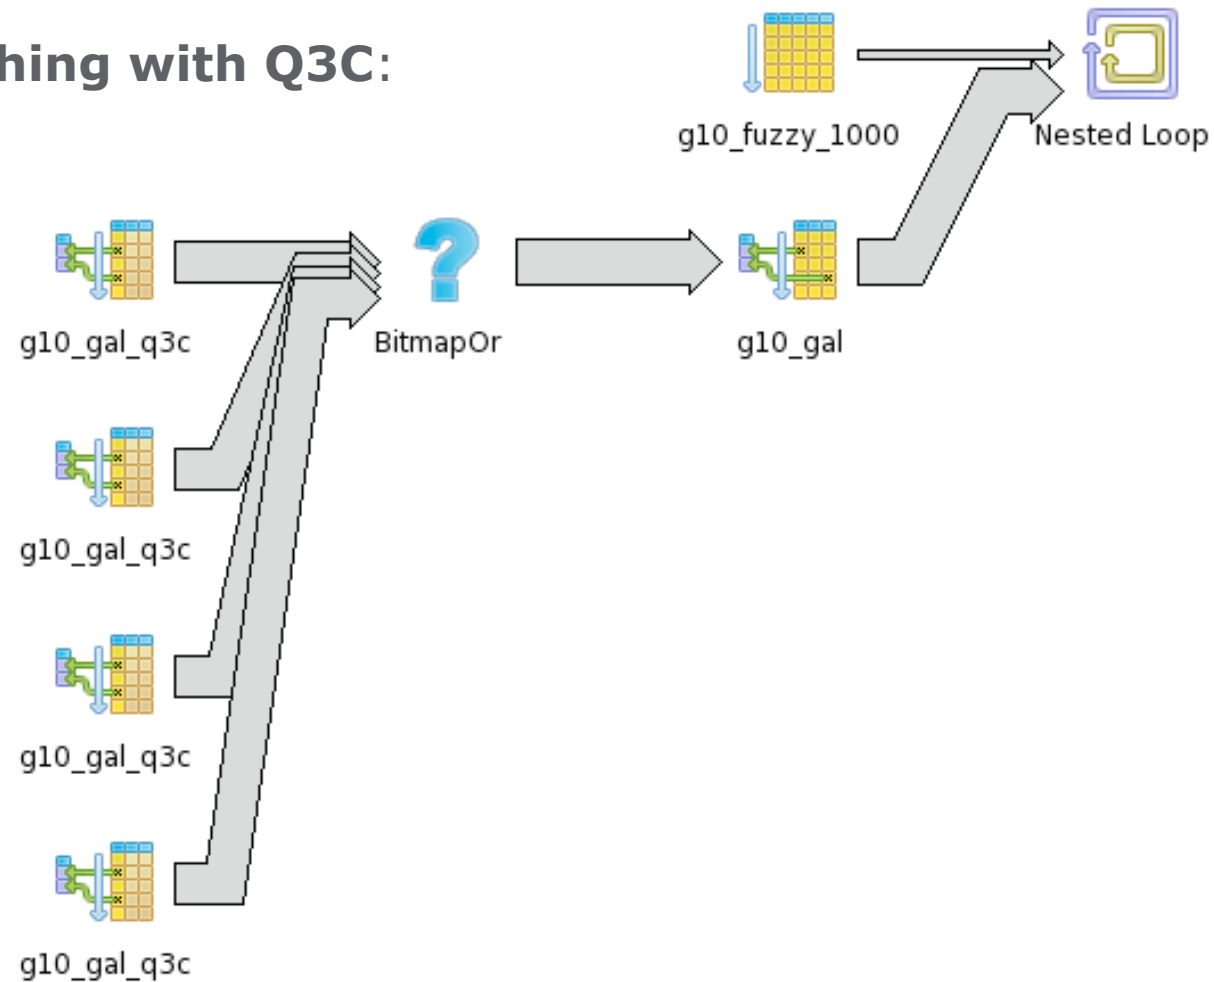 hing with Q3C:
g10_fuzzy_1000
Nested Loop
g10_gal_q3c
BitmapOr
g10_gal
g10_gal_q3c
g10_gal_q3c
g10_gal_q3c